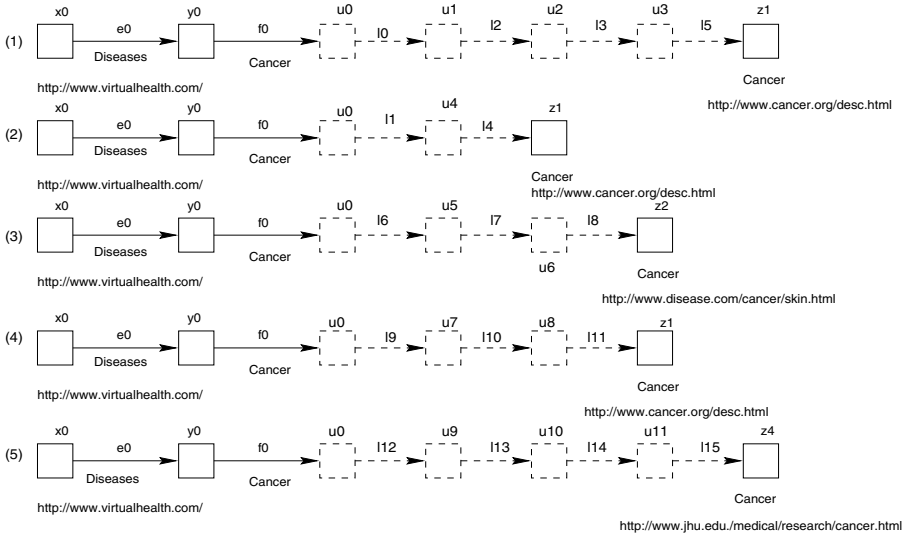 x0 y0 u0 u1 u2 u3 z1
(1) e0 f0 l0 l2 l3 l5
Diseases Cancer
Cancer
http://www.virtualhealth.com/
http://www.cancer.org/desc.html
x0 y0 u0 u4 z1
(2) e0 f0 l1 l4
Diseases Cancer
Cancer
http://www.virtualhealth.com/
http://www.cancer.org/desc.html
x0 y0 u0 u5 z2
(3) e0 f0 l6 l7 l8
Diseases Cancer
u6
Cancer
http://www.virtualhealth.com/
http://www.disease.com/cancer/skin.html
x0 y0 u0 u7 u8 z1
(4) e0 f0 l9 l10 l11
Diseases Cancer
Cancer
http://www.virtualhealth.com/
http://www.cancer.org/desc.html
x0 y0 u0 u9 u10 u11 z4
(5) e0 f0 l12 l13 l14 l15
Diseases Cancer
Cancer
http://www.virtualhealth.com/
http://www.jhu.edu./medical/research/cancer.html